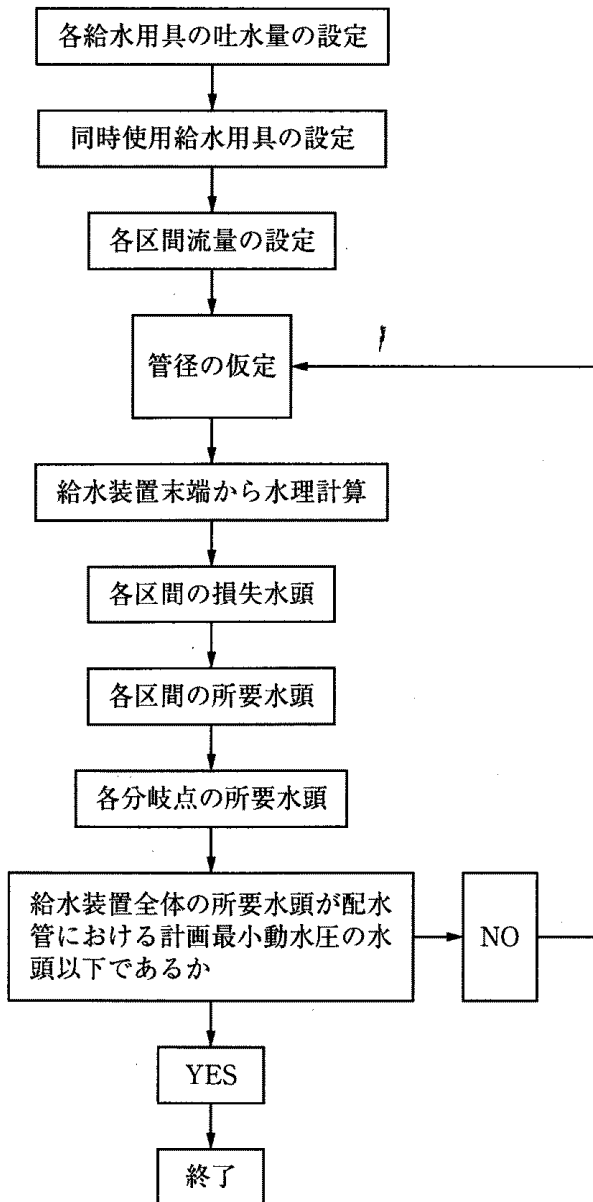 各給水用具の吐水量の設定
同時使用給水用具の設定
各区間流量の設定
管径の仮定
給水装置末端から水理計算
各区間の損失水頭
各区間の所要水頭
各分岐点の所要水頭
給水装置全体の所要水頭が配水
管における計画最小動水圧の水
頭以下であるか
NO
YES
終了